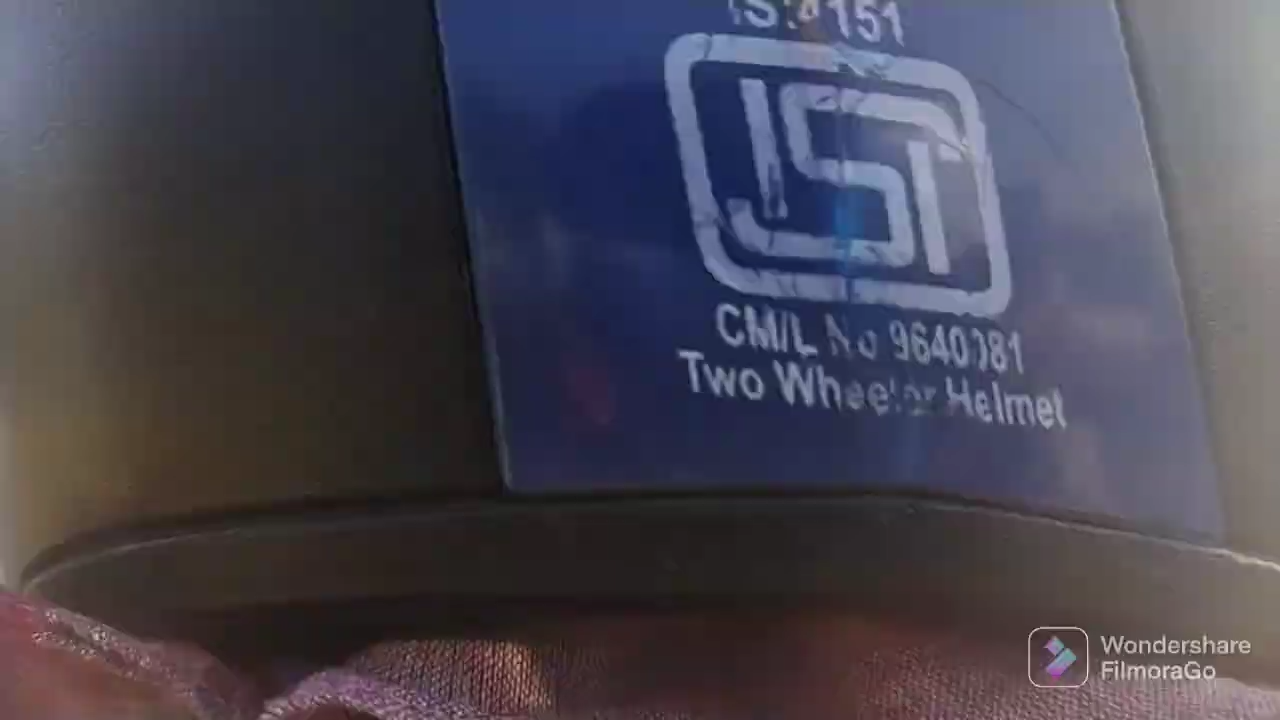 IS:4151
ISI
CM/L No 9640081
Two Wheeler Helmet
Wondershare
FilmoraGo